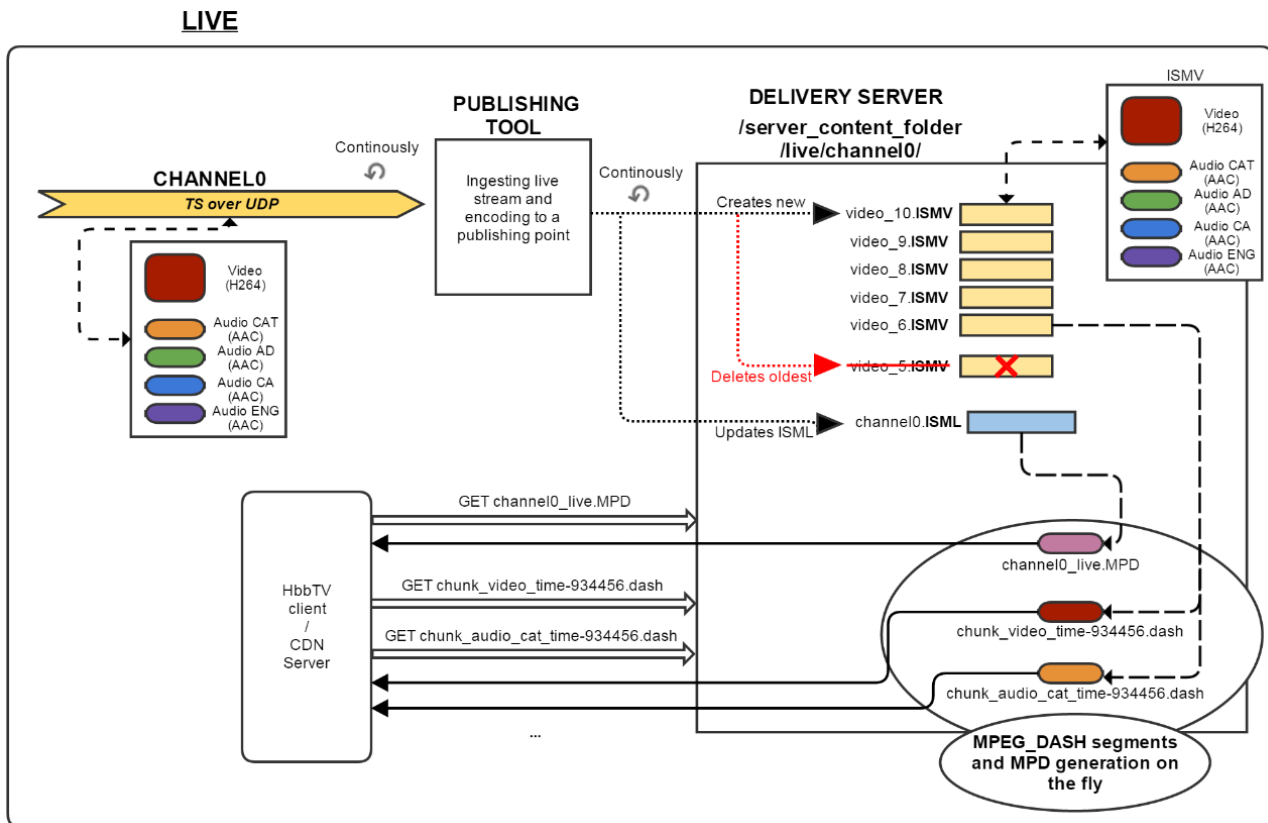 LIVE
ISMV
Video
(H264)
Audio CAT
(AAC)
Audio AD
(AAC)
Audio CA
(AAC)
Audio ENG
(AAC)
PUBLISHING
TOOL
DELIVERY SERVER
/server_content_folder
/live/channel0/
Continously
CHANNEL0
TS over UDP
Ingesting live
stream and
encoding to a
publishing point
Continously
Creates new
video_10.ISMV
video_9.ISMV
video_8.ISMV
video_7.ISMV
video_6.ISMV
Deletes oldest
video_5.ISMV
Updates ISML
channel0.ISML
Video
(H264)
Audio CAT
(AAC)
Audio AD
(AAC)
Audio CA
(AAC)
Audio ENG
(AAC)
GET channel0_live.MPD
channel0_live.MPD
HbbTV
client
/
CDN
Server
GET chunk_video_time-934456.dash
chunk_video_time-934456.dash
GET chunk_audio_cat_time-934456.dash
chunk_audio_cat_time-934456.dash
...
MPEG_DASH segments
and MPD generation on
the fly